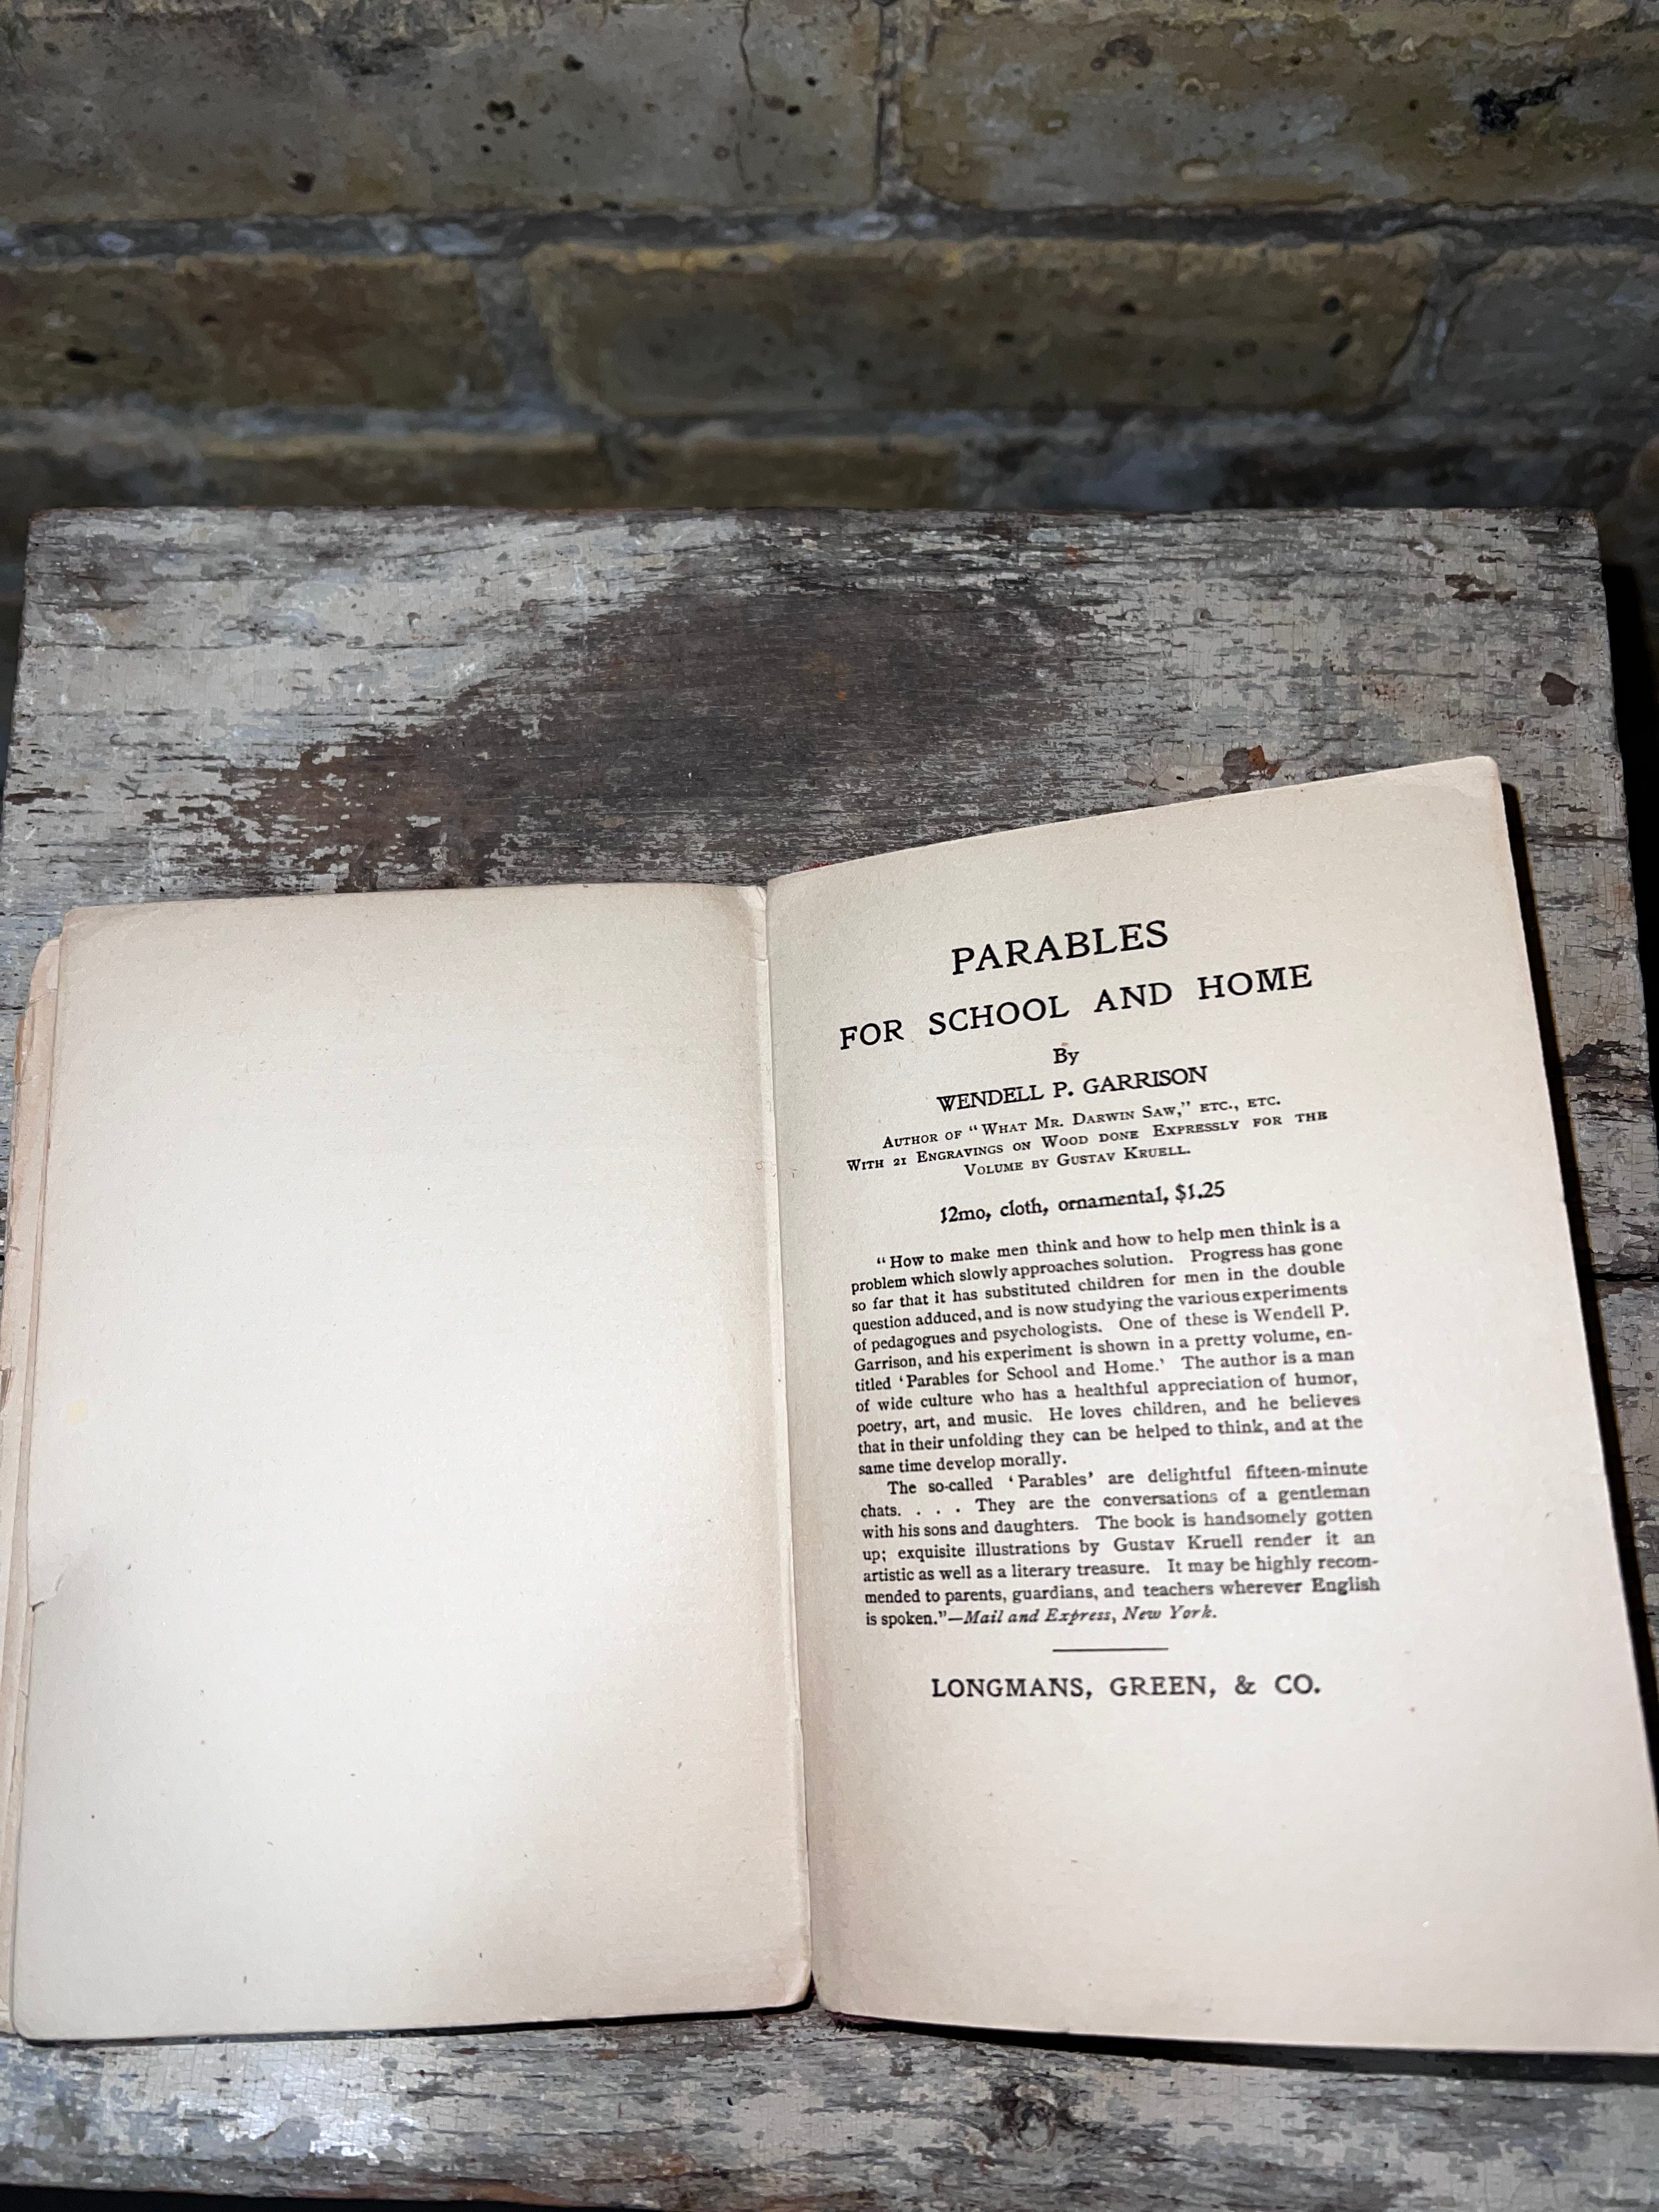 PARABLES
FOR SCHOOL AND HOME
By
WENDELL P. GARRISON
AUTHOR OF "WHAT MR. DARWIN SAW," ETC., ETC.
WITH 21 ENGRAVINGS ON WOOD DONE EXPRESSLY FOR THE
VOLUME BY GUSTAV KRUELL.
12mo, cloth, ornamental, $1.25
"How to make men think and how to help men think is a
problem which slowly approaches solution. Progress has gone
so far that it has substituted children for men in the double
question adduced, and is now studying the various experiments
of pedagogues and psychologists. One of these is Wendell P.
Garrison, and his experiment is shown in a pretty volume, en-
titled 'Parables for School and Home.' The author is a man
of wide culture who has a healthful appreciation of humor,
poetry, art, and music. He loves children, and he believes
that in their unfolding they can be helped to think, and at the
same time develop morally.
The so-called 'Parables' are delightful fifteen-minute
chats. . . . They are the conversations of a gentleman
with his sons and daughters. The book is handsomely gotten
up; exquisite illustrations by Gustav Kruell render it an
artistic as well as a literary treasure. It may be highly recom-
mended to parents, guardians, and teachers wherever English
is spoken."—Mail and Express, New York.
LONGMANS, GREEN, & CO.